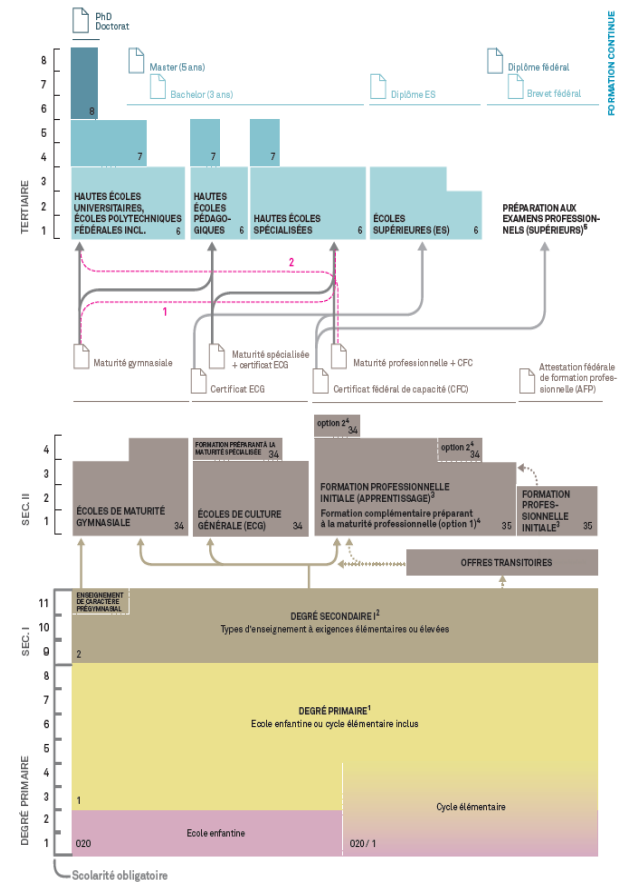 PhD
Doctorat
FORMATION CONTINUE
Master (5 ans)
Diplôme fédéral
Bachelor (3 ans)
Diplôme ES
Brevet fédéral
TERTIAIRE
8
7
6
5
4
3
2
1
8
7
7
7
HAUTES ÉCOLES
UNIVERSITAIRES,
ÉCOLES POLYTECHNIQUES
FÉDÉRALES INCL.
6
HAUTES
ÉCOLES
PÉDAGO-
GIQUES
6
HAUTES ÉCOLES
SPÉCIALISÉES
6
ÉCOLES
SUPÉRIEURES (ES)
6
PRÉPARATION AUX
EXAMENS PROFESSION-
NELS (SUPÉRIEURS)⁵
2
1
Maturité gymnasiale
Maturité spécialisée
+ certificat ECG
Maturité professionnelle + CFC
Certificat ECG
Certificat fédéral de capacité (CFC)
Attestation fédérale
de formation profes-
sionnelle (AFP)
SEC. II
4
3
2
1
ÉCOLES DE MATURITÉ
GYMNASIALE
34
FORMATION PRÉPARANT À LA
MATURITÉ SPÉCIALISÉE
34
ÉCOLES DE CULTURE
GÉNÉRALE (ECG)
34
option 2⁴
34
option 2⁴
34
FORMATION PROFESSIONNELLE
INITIALE (APPRENTISSAGE)³
Formation complémentaire préparant
à la maturité professionnelle (option 1)⁴
35
FORMATION
PROFES-
SIONNELLE
INITIALE³
35
OFFRES TRANSITOIRES
SEC. I
11
10
9
ENSEIGNEMENT
DE CARACTÈRE
PRÉGYMNASIAL
DEGRÉ SECONDAIRE I²
Types d'enseignement à exigences élémentaires ou élevées
2
DEGRÉ PRIMAIRE
8
7
6
5
4
3
2
1
DEGRÉ PRIMAIRE¹
Ecole enfantine ou cycle élémentaire inclus
1
Cycle élémentaire
Ecole enfantine
020
020 / 1
Scolarité obligatoire